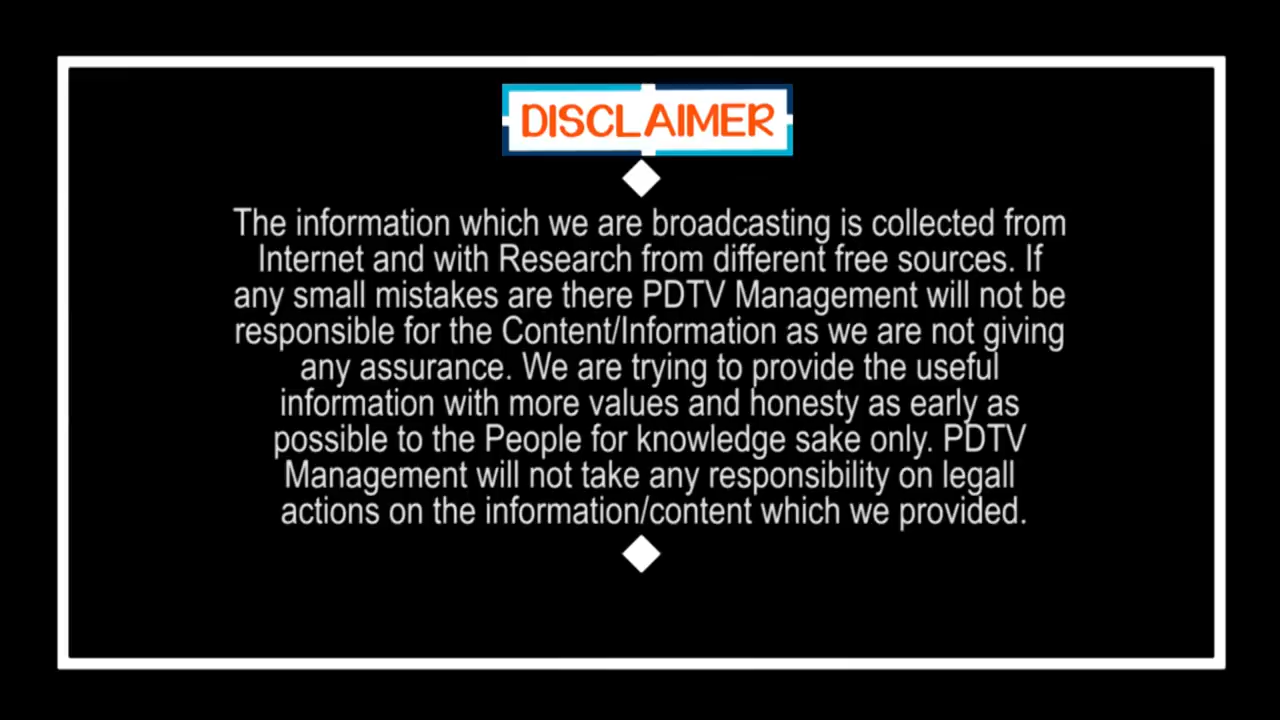 DISCLAIMER
The information which we are broadcasting is collected from
Internet and with Research from different free sources. If
any small mistakes are there PDTV Management will not be
responsible for the Content/Information as we are not giving
any assurance. We are trying to provide the useful
information with more values and honesty as early as
possible to the People for knowledge sake only. PDTV
Management will not take any responsibility on legall
actions on the information/content which we provided.